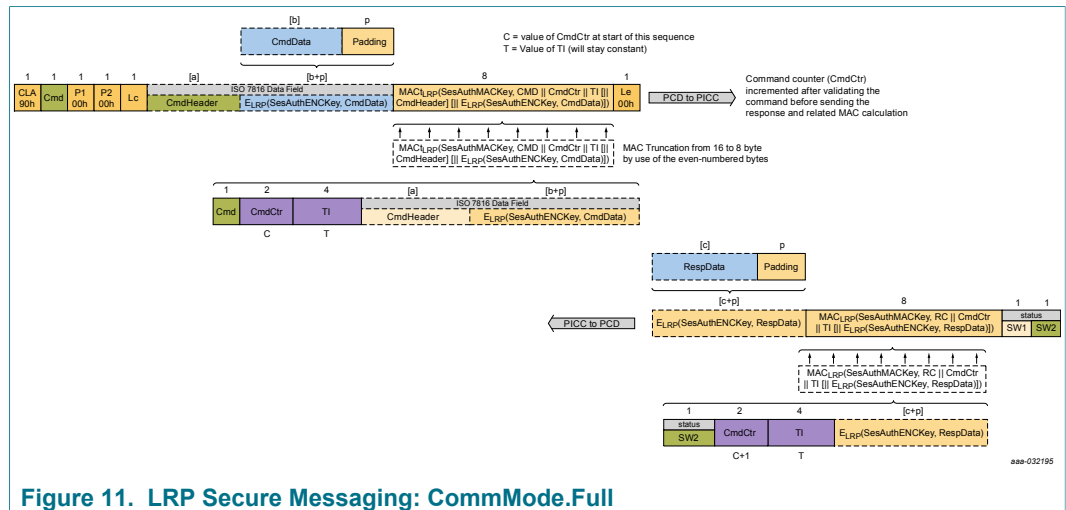 [b] p
CmdData Padding
C = value of CmdCtr at start of this sequence
T = Value of TI (will stay constant)
1 1 1 1 1 [a] [b+p] 8 1
CLA 90h Cmd P1 00h P2 00h Lc
ISO 7816 Data Field
CmdHeader ELRP(SesAuthENCKey, CmdData)
MACtLRP(SesAuthMACKey, CMD || CmdCtr || TI [||
CmdHeader] [|| ELRP(SesAuthENCKey, CmdData)])
Le 00h
PCD to PICC
Command counter (CmdCtr)
incremented after validating the
command before sending the
response and related MAC calculation
MACtLRP(SesAuthMACKey, CMD || CmdCtr || TI [||
CmdHeader] [|| ELRP(SesAuthENCKey, CmdData)])
MAC Truncation from 16 to 8 byte
by use of the even-numbered bytes
1 2 4 [a] [b+p]
Cmd CmdCtr TI
ISO 7816 Data Field
CmdHeader ELRP(SesAuthENCKey, CmdData)
C T
[c] p
RespData Padding
[c+p] 8 1 1
PICC to PCD
ELRP(SesAuthENCKey, RespData)
MACLRP(SesAuthMACKey, RC || CmdCtr
|| TI [|| ELRP(SesAuthENCKey, RespData)])
status
SW1 SW2
MACLRP(SesAuthMACKey, RC || CmdCtr
|| TI [|| ELRP(SesAuthENCKey, RespData)])
1 2 4 [c+p]
status
SW2 CmdCtr TI ELRP(SesAuthENCKey, RespData)
C+1 T
aaa-032195
Figure 11. LRP Secure Messaging: CommMode.Full